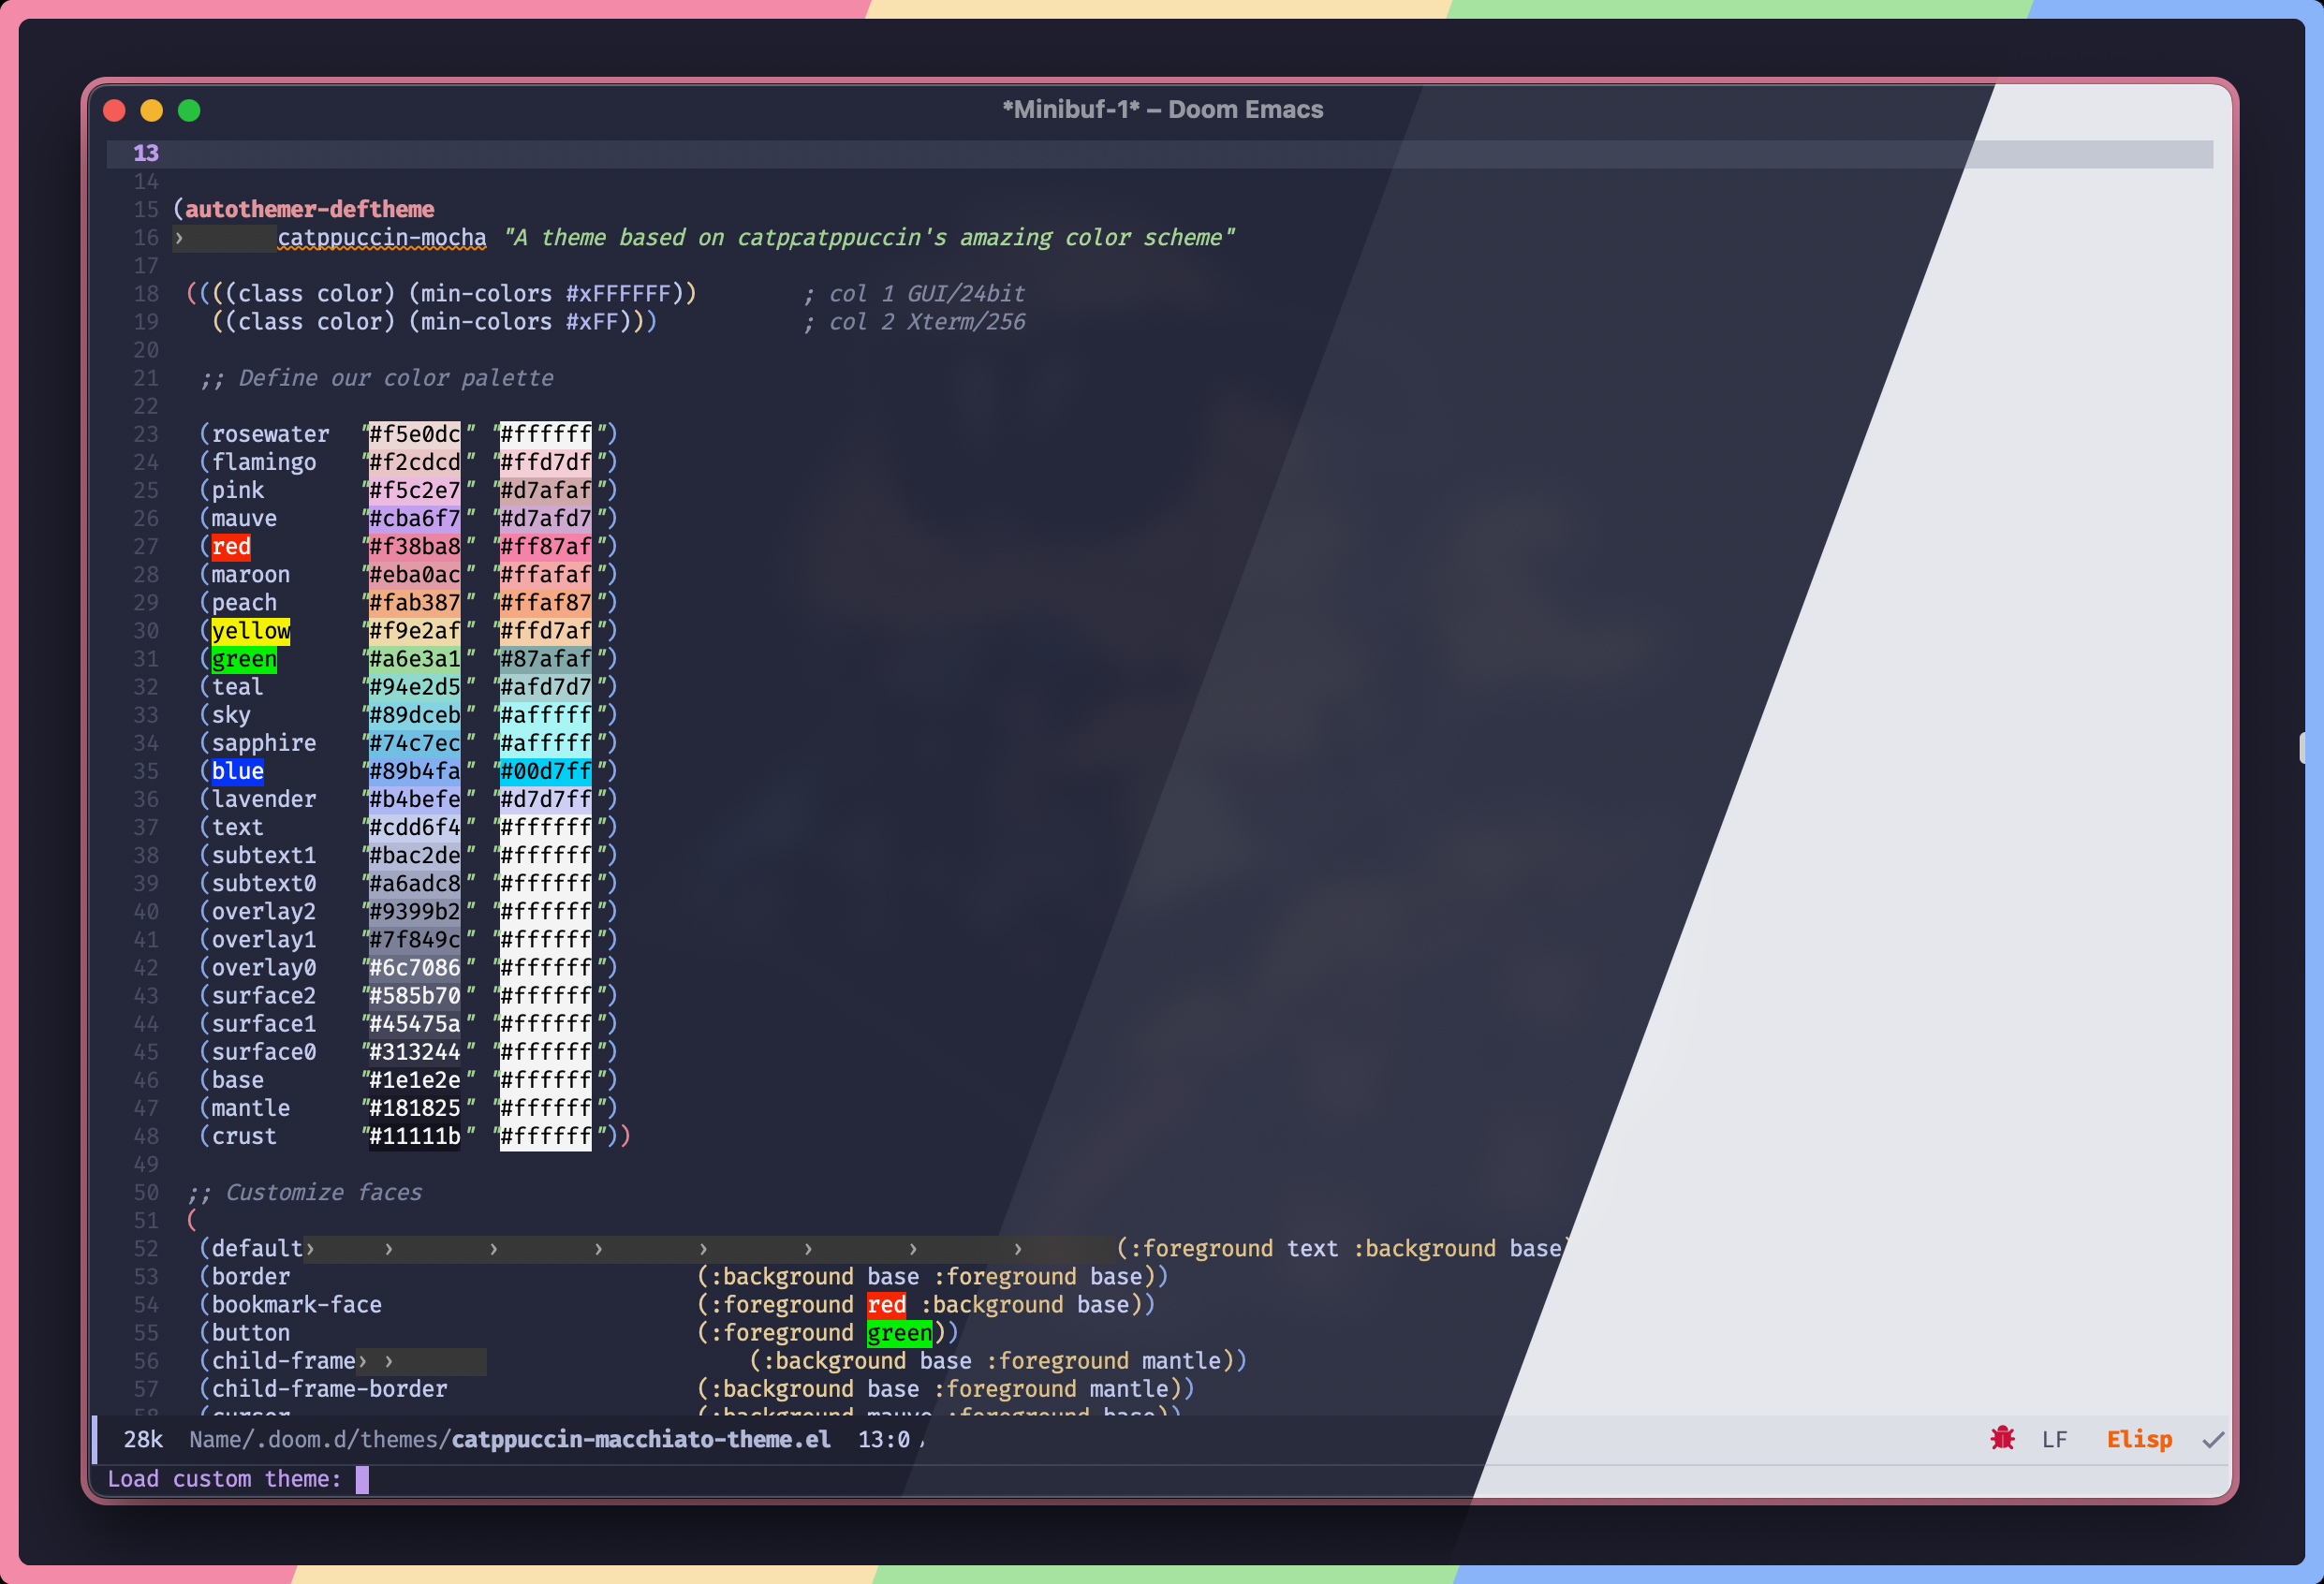 *Minibuf-1* – Doom Emacs
13
14
15 (autothemer-deftheme
16 › catppuccin-mocha "A theme based on catpcatppuccin's amazing color scheme"
17
18 ((((class color) (min-colors #xFFFFFF)) ; col 1 GUI/24bit
19 ((class color) (min-colors #xFF))) ; col 2 Xterm/256
20
21 ;; Define our color palette
22
23 (rosewater "#f5e0dc" "#ffffff")
24 (flamingo "#f2cdcd" "#ffd7df")
25 (pink "#f5c2e7" "#d7afaf")
26 (mauve "#cba6f7" "#d7afd7")
27 (red "#f38ba8" "#ff87af")
28 (maroon "#eba0ac" "#ffafaf")
29 (peach "#fab387" "#ffaf87")
30 (yellow "#f9e2af" "#ffd7af")
31 (green "#a6e3a1" "#87afaf")
32 (teal "#94e2d5" "#afd7d7")
33 (sky "#89dceb" "#afffff")
34 (sapphire "#74c7ec" "#afffff")
35 (blue "#89b4fa" "#00d7ff")
36 (lavender "#b4befe" "#d7d7ff")
37 (text "#cdd6f4" "#ffffff")
38 (subtext1 "#bac2de" "#ffffff")
39 (subtext0 "#a6adc8" "#ffffff")
40 (overlay2 "#9399b2" "#ffffff")
41 (overlay1 "#7f849c" "#ffffff")
42 (overlay0 "#6c7086" "#ffffff")
43 (surface2 "#585b70" "#ffffff")
44 (surface1 "#45475a" "#ffffff")
45 (surface0 "#313244" "#ffffff")
46 (base "#1e1e2e" "#ffffff")
47 (mantle "#181825" "#ffffff")
48 (crust "#11111b" "#ffffff"))
49
50 ;; Customize faces
51 (
52 (default› › › › › › › › (:foreground text :background base)
53 (border (:background base :foreground base))
54 (bookmark-face (:foreground red :background base))
55 (button (:foreground green))
56 (child-frame› › (:background base :foreground mantle))
57 (child-frame-border (:background base :foreground mantle))
58 (cursor (:background mauve :foreground base))
28k Name/.doom.d/themes/catppuccin-macchiato-theme.el 13:0 LF Elisp
Load custom theme: